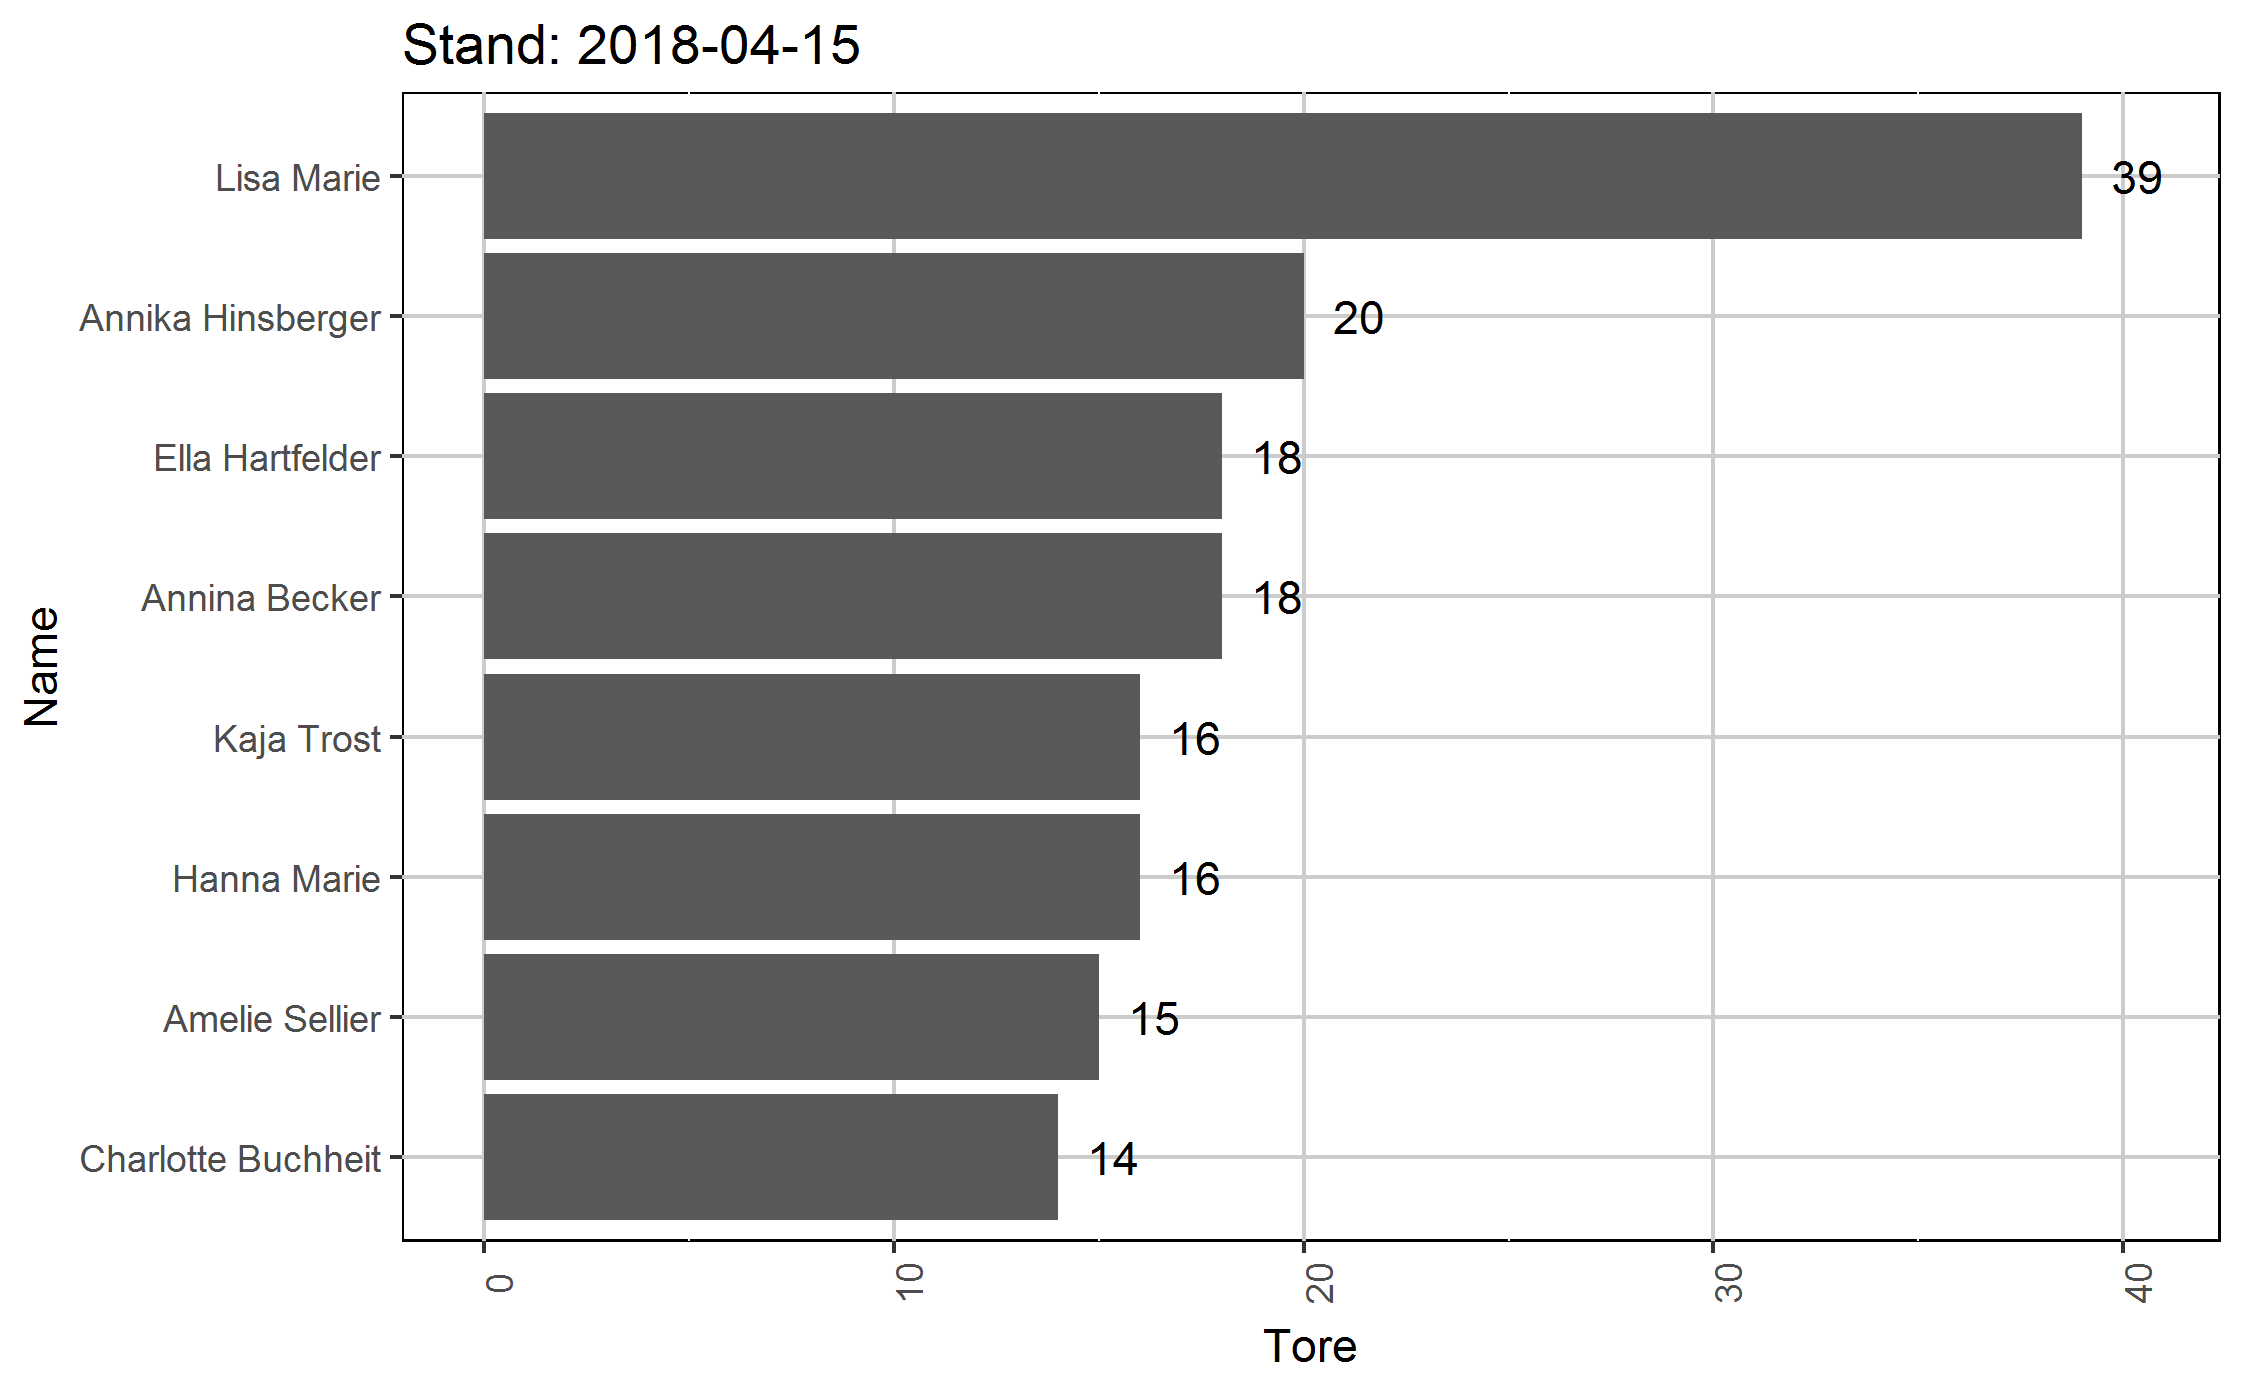 Stand: 2018-04-15
Name
Lisa Marie 39
Annika Hinsberger 20
Ella Hartfelder 18
Annina Becker 18
Kaja Trost 16
Hanna Marie 16
Amelie Sellier 15
Charlotte Buchheit 14
0 10 20 30 40
Tore